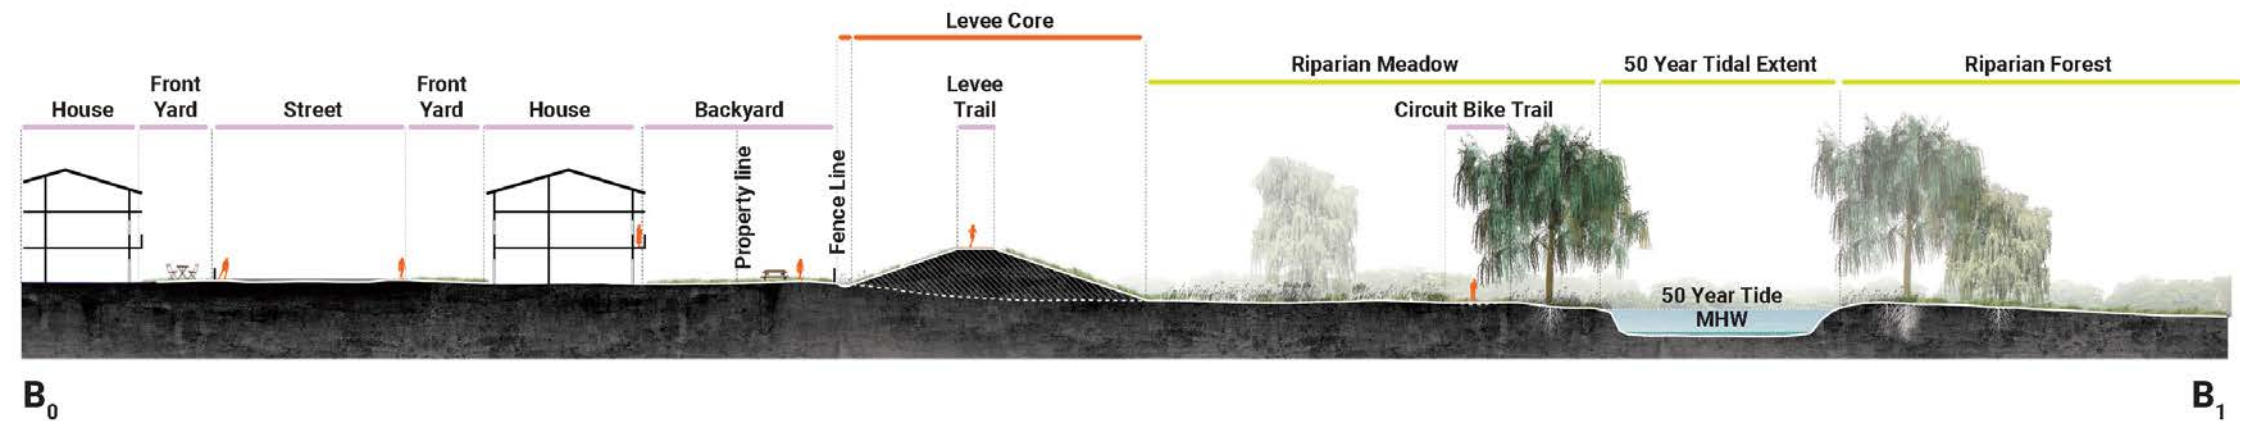 Levee Core
Riparian Meadow
50 Year Tidal Extent
Riparian Forest
House
Front
Yard
Street
Front
Yard
House
Backyard
Levee
Trail
Circuit Bike Trail
Property line
Fence Line
50 Year Tide
MHW
B0
B1